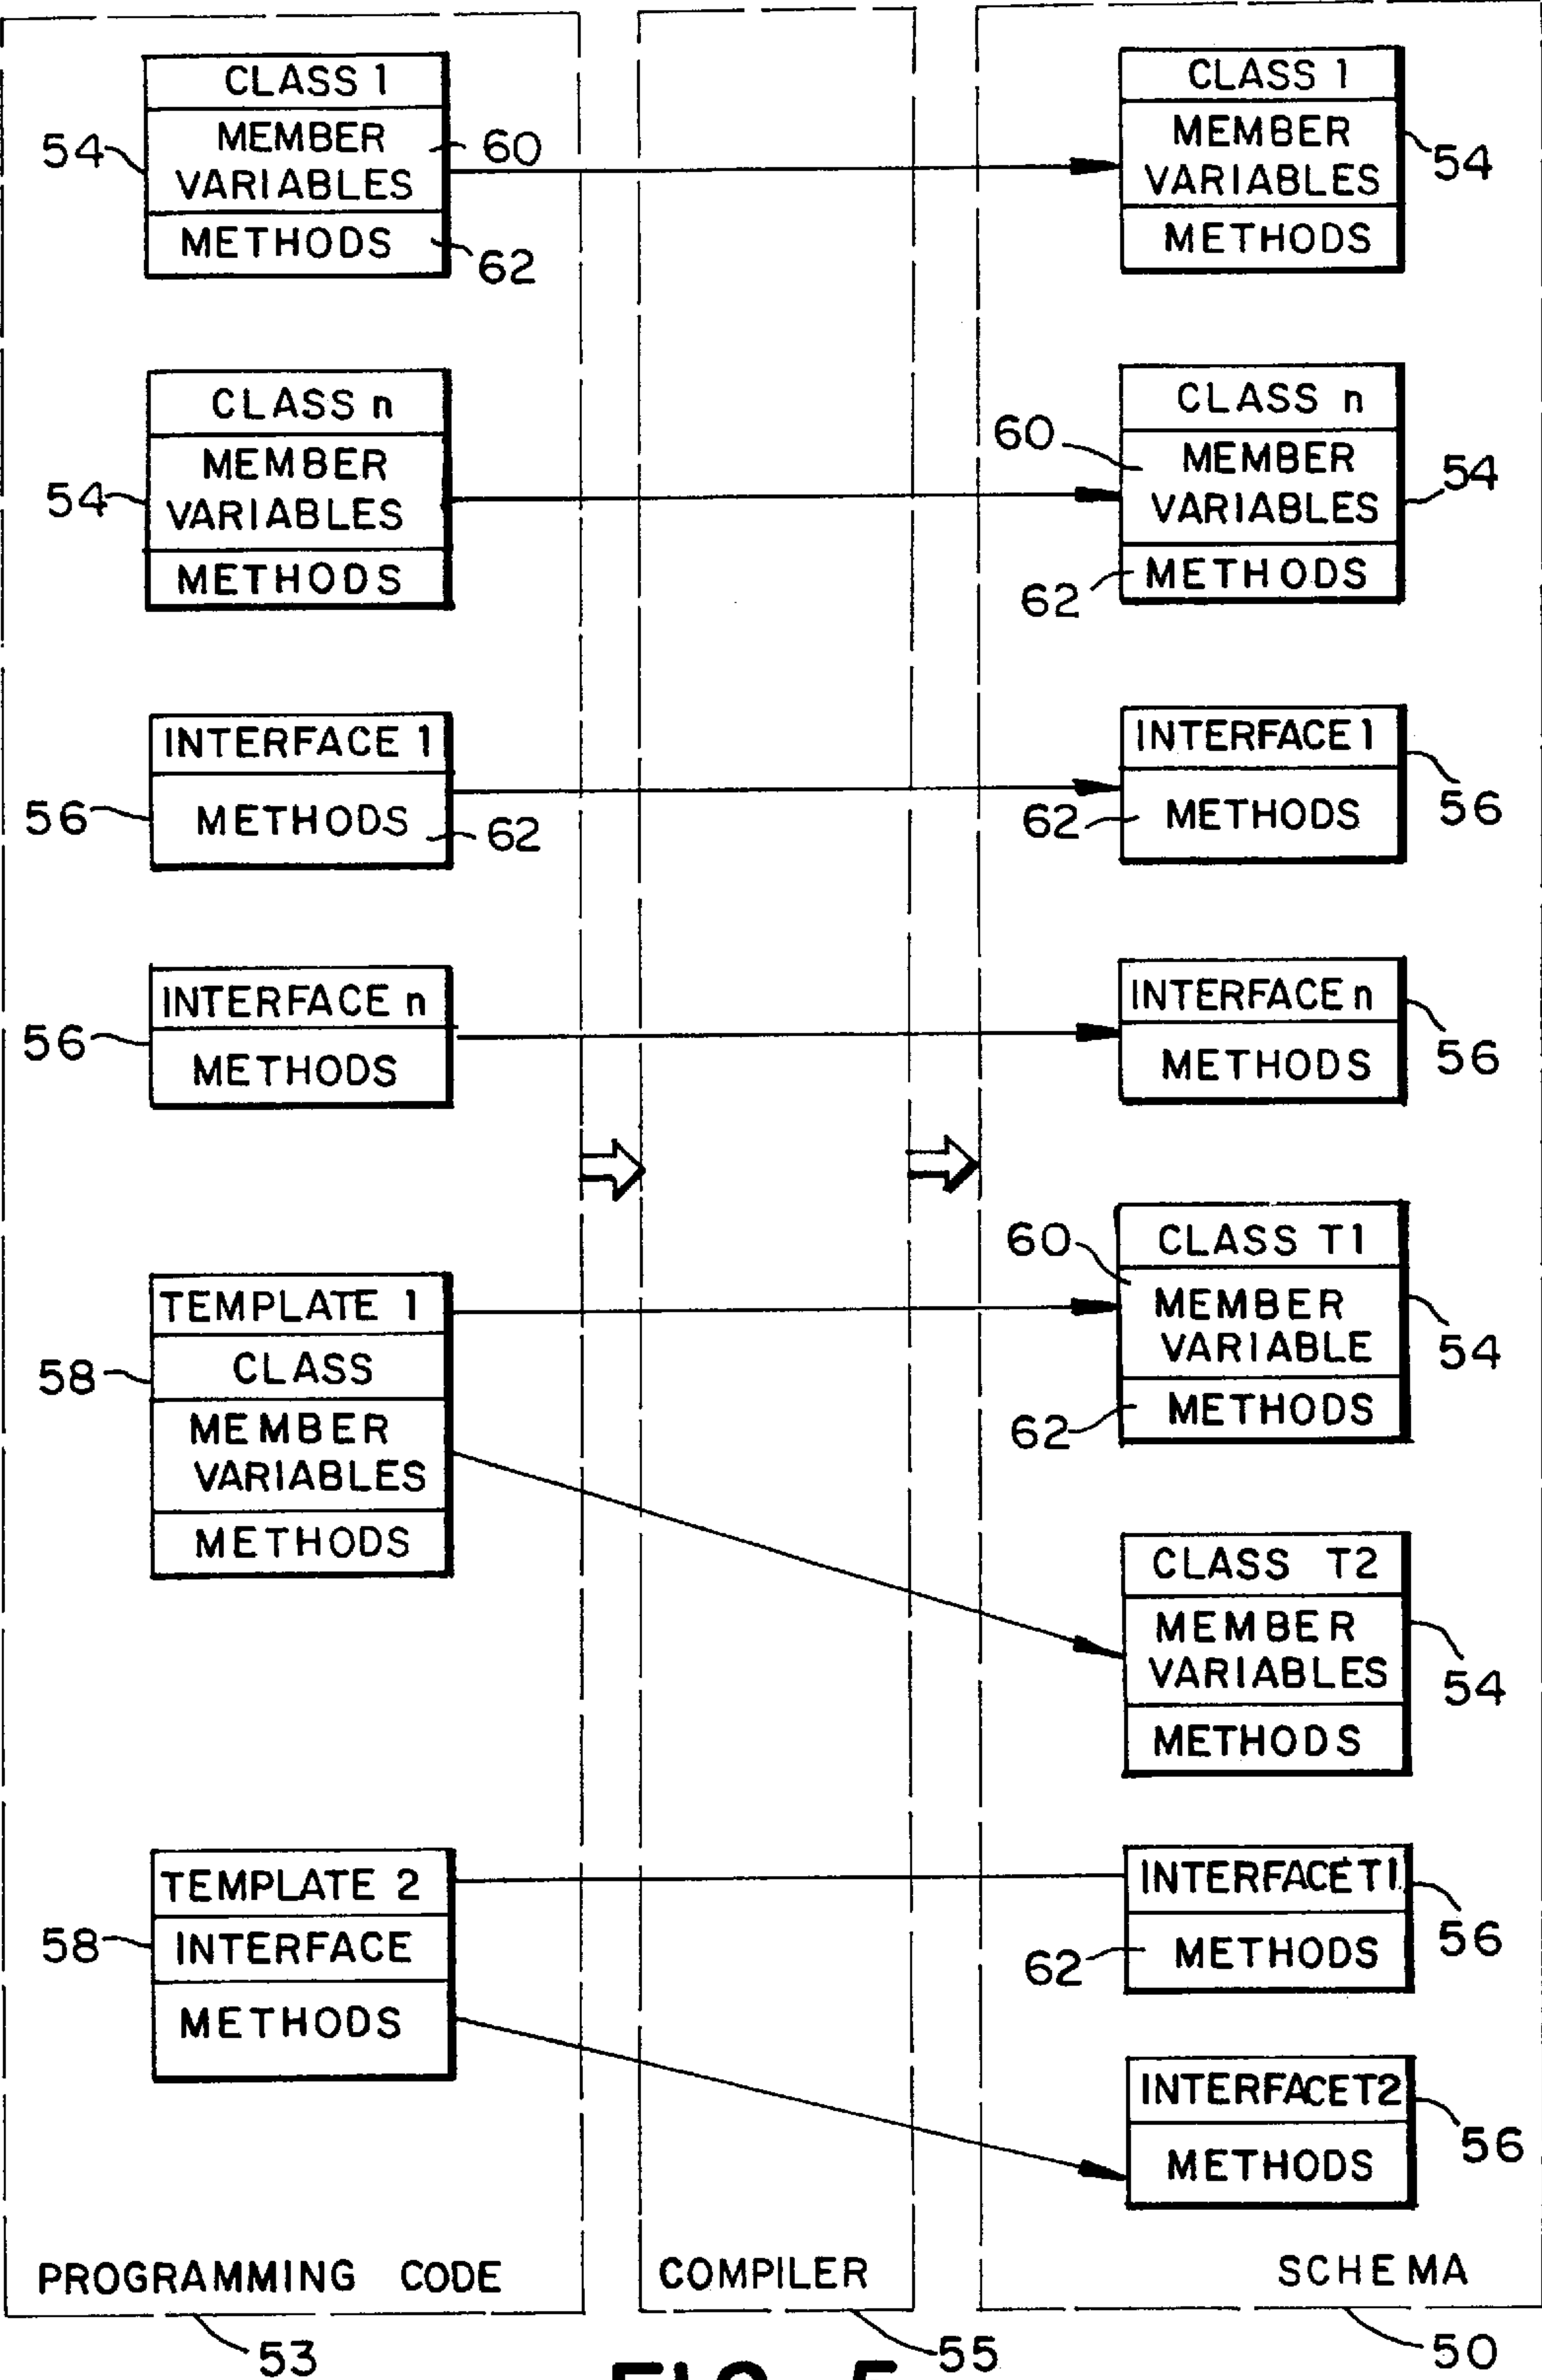 CLASS 1
MEMBER
VARIABLES
METHODS
54
60
62
CLASS n
MEMBER
VARIABLES
METHODS
54
INTERFACE 1
METHODS
56
62
INTERFACE n
METHODS
56
TEMPLATE 1
CLASS
MEMBER
VARIABLES
METHODS
58
TEMPLATE 2
INTERFACE
METHODS
58
PROGRAMMING CODE
53
COMPILER
55
CLASS 1
MEMBER
VARIABLES
METHODS
54
CLASS n
MEMBER
VARIABLES
METHODS
60
54
62
INTERFACE 1
METHODS
56
62
INTERFACE n
METHODS
56
CLASS T1
MEMBER
VARIABLE
METHODS
60
54
62
CLASS T2
MEMBER
VARIABLES
METHODS
54
INTERFACE T1
METHODS
56
62
INTERFACE T2
METHODS
56
SCHEMA
50